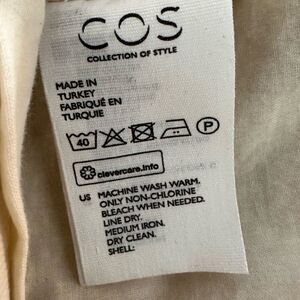 COS
COLLECTION OF STYLE
MADE IN
TURKEY
FABRIQUÉ EN
TURQUIE
40
P
clevercare.info
US MACHINE WASH WARM.
ONLY NON-CHLORINE
BLEACH WHEN NEEDED.
LINE DRY.
MEDIUM IRON.
DRY CLEAN.
SHELL: